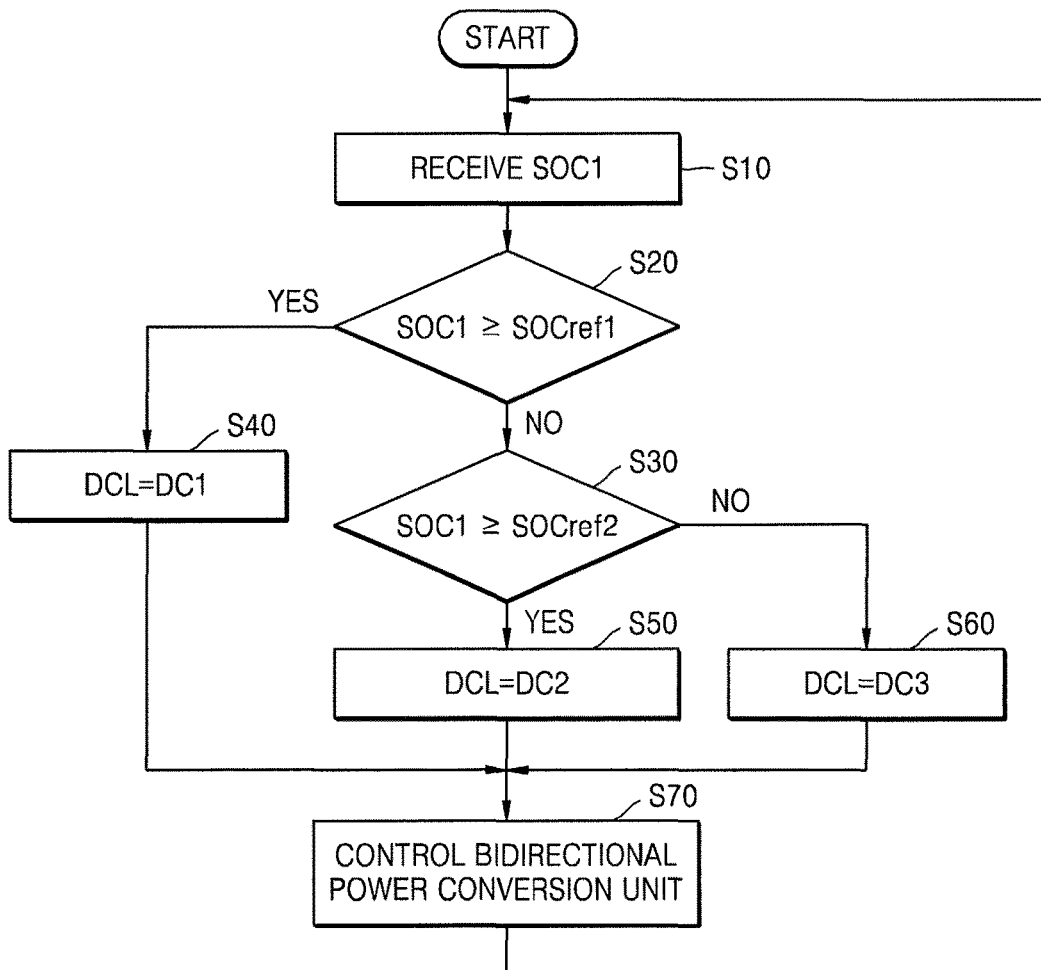 START
RECEIVE SOC1
S10
S20
YES
SOC1 ≧ SOCref1
NO
S40
DCL=DC1
S30
SOC1 ≧ SOCref2
NO
YES
S50
DCL=DC2
S60
DCL=DC3
S70
CONTROL BIDIRECTIONAL
POWER CONVERSION UNIT